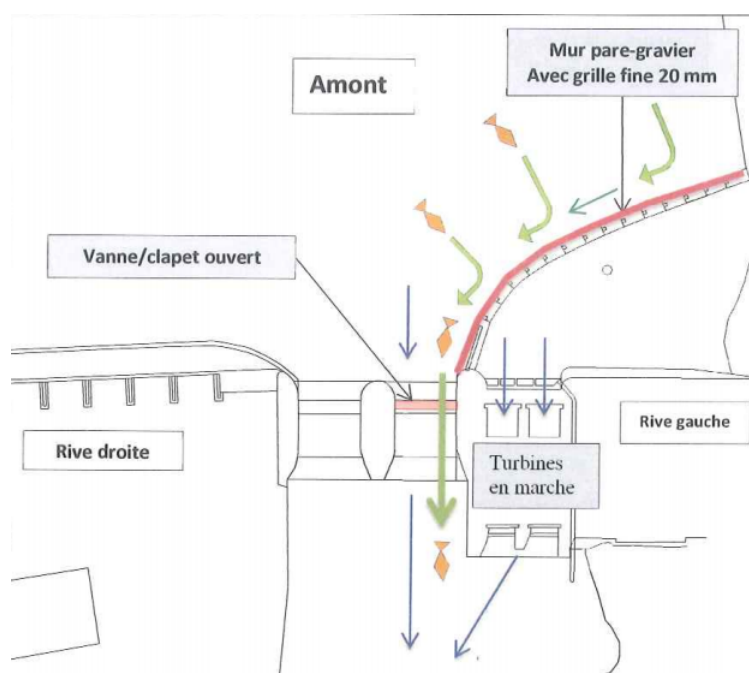 Mur pare-gravier
Avec grille fine 20 mm
Amont
Vanne/clapet ouvert
Rive droite
Rive gauche
Turbines
en marche